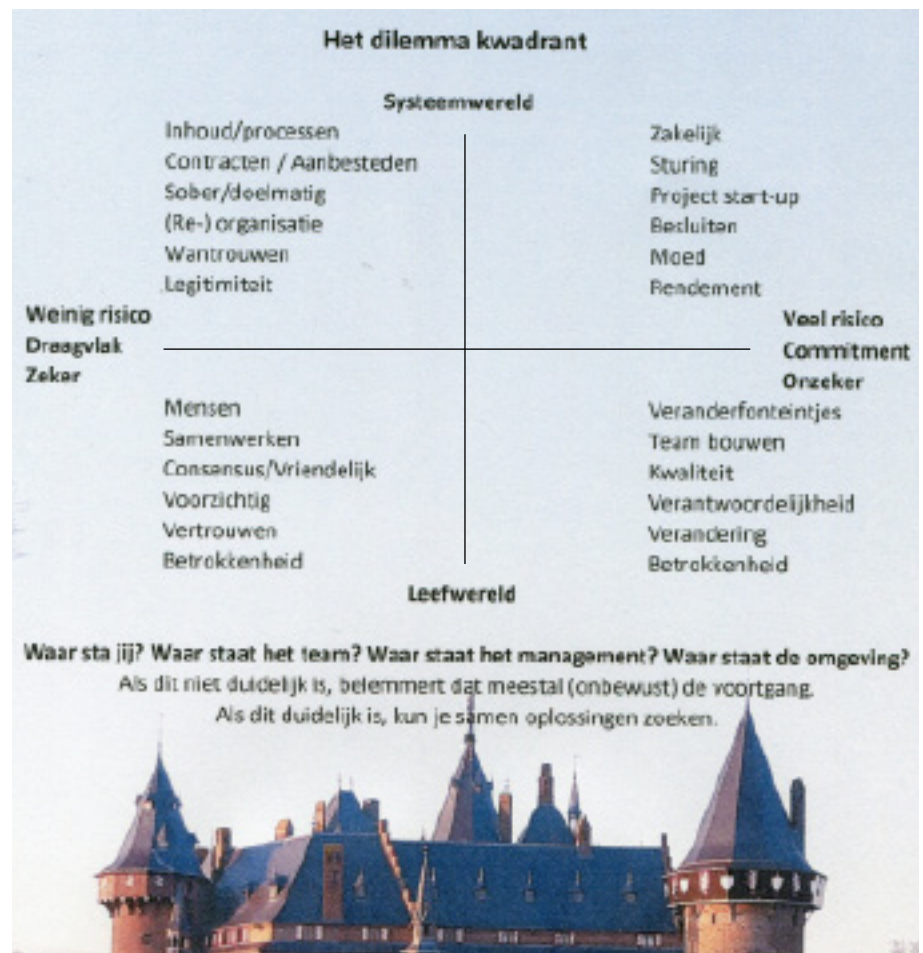 Het dilemma kwadrant
Systeemwereld
Inhoud/processen
Contracten / Aanbesteden
Sober/doelmatig
(Re-) organisatie
Wantrouwen
Legitimiteit
Zakelijk
Sturing
Project start-up
Besluiten
Moed
Rendement
Weinig risico
Draagvlak
Zeker
Veel risico
Commitment
Onzeker
Mensen
Samenwerken
Consensus/Vriendelijk
Voorzichtig
Vertrouwen
Betrokkenheid
Veranderfonteintjes
Team bouwen
Kwaliteit
Verantwoordelijkheid
Verandering
Betrokkenheid
Leefwereld
Waar sta jij? Waar staat het team? Waar staat het management? Waar staat de omgeving?
Als dit niet duidelijk is, belemmert dat meestal (onbewust) de voortgang.
Als dit duidelijk is, kun je samen oplossingen zoeken.